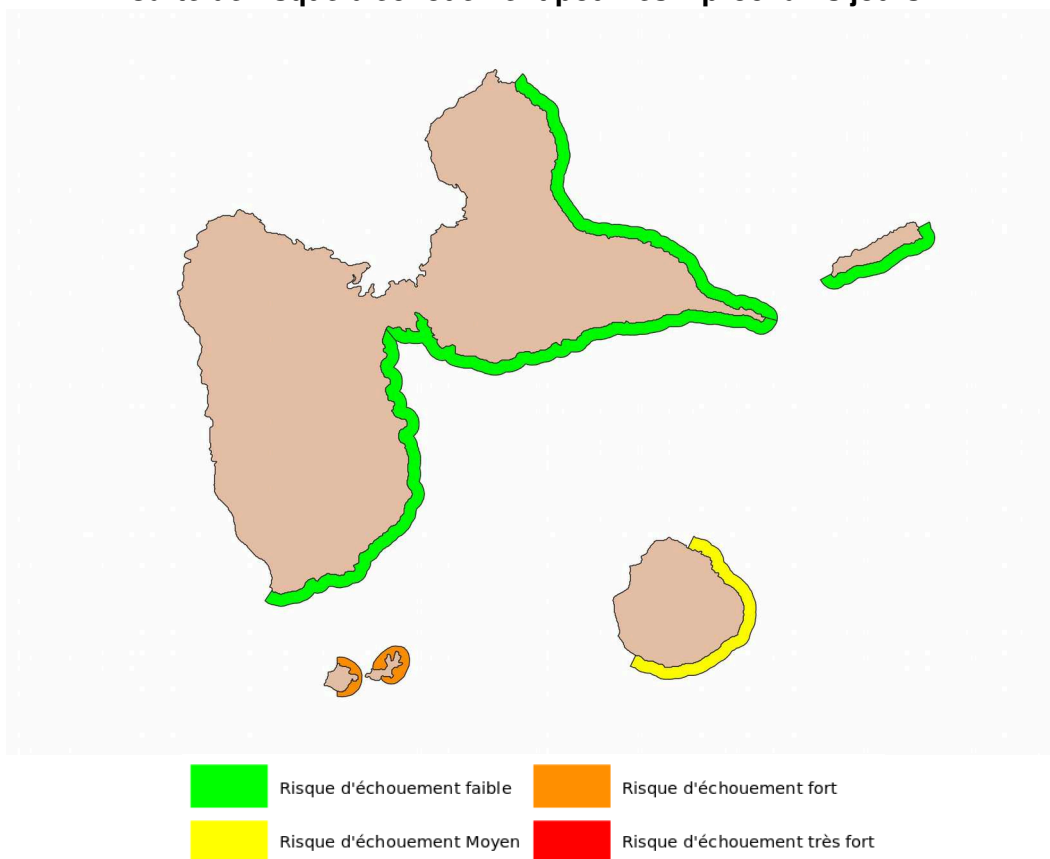 Risque d'échouement faible
Risque d'échouement fort
Risque d'échouement Moyen
Risque d'échouement très fort